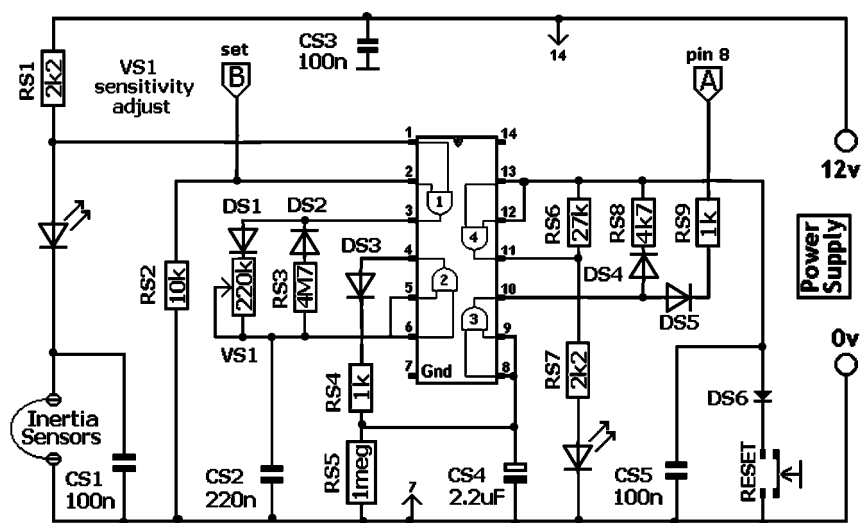 CS3
100n
14
RS1
2k2
VS1
sensitivity
adjust
set
B
pin 8
A
12v
1
2
3
4
5
6
7
14
13
12
11
10
9
8
1
2
3
4
Gnd
DS1
DS2
DS3
RS2
10k
220k
VS1
RS3
4M7
RS4
1k
RS5
1meg
RS6
27k
RS8
4k7
RS9
1k
DS4
DS5
RS7
2k2
DS6
Power
Supply
0v
Inertia
Sensors
CS1
100n
CS2
220n
7
CS4
2.2uF
CS5
100n
RESET